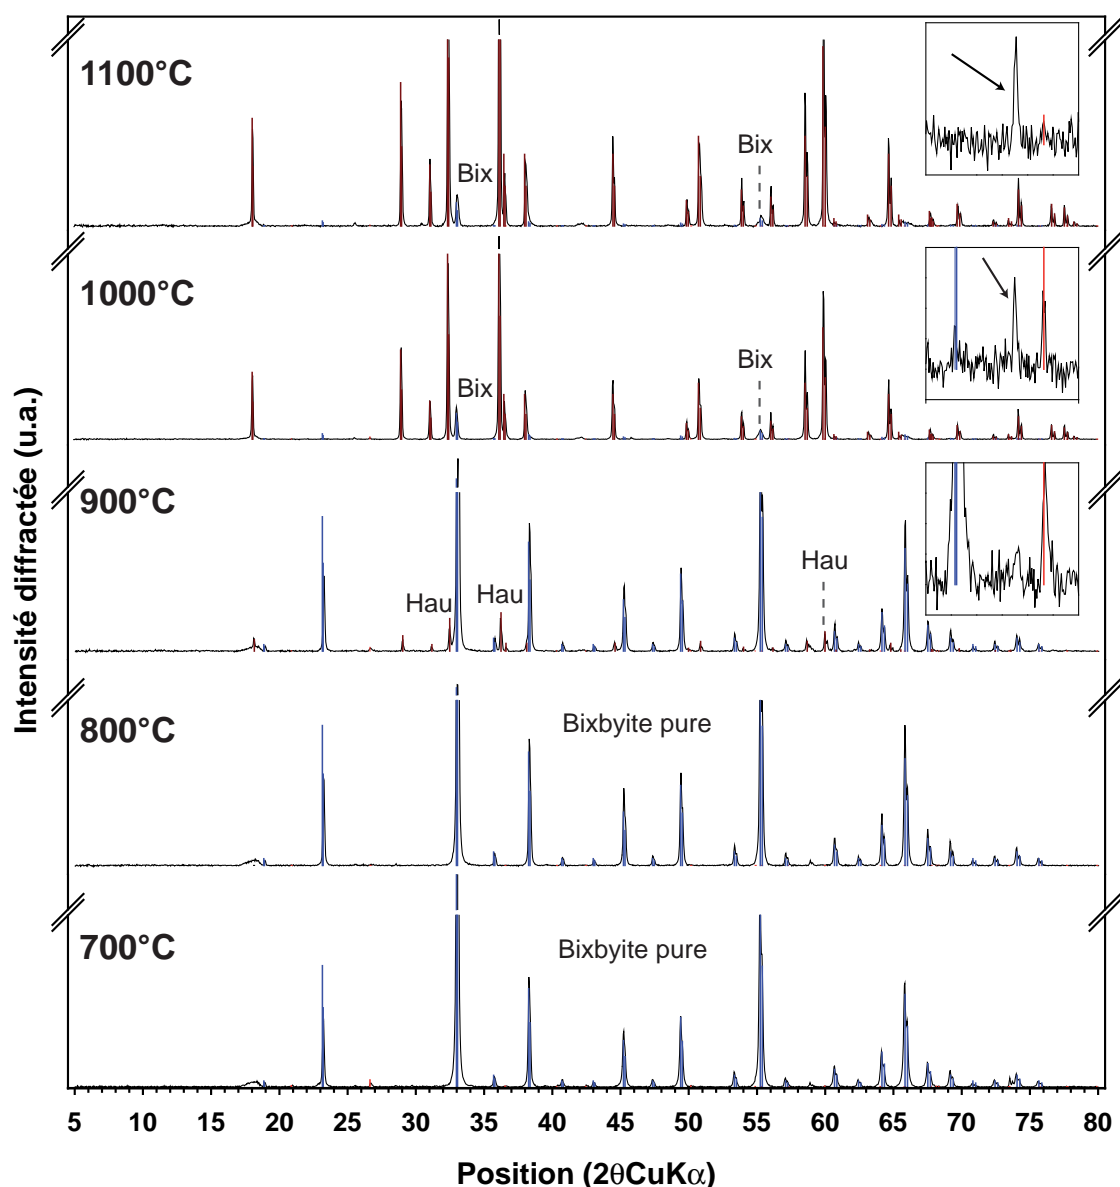 1100°C
Bix
Bix
1000°C
Bix
Bix
900°C
Hau
Hau
Hau
800°C
Bixbyite pure
700°C
Bixbyite pure
Intensité diffractée (u.a.)
5 10 15 20 25 30 35 40 45 50 55 60 65 70 75 80
Position (2θCuKα)